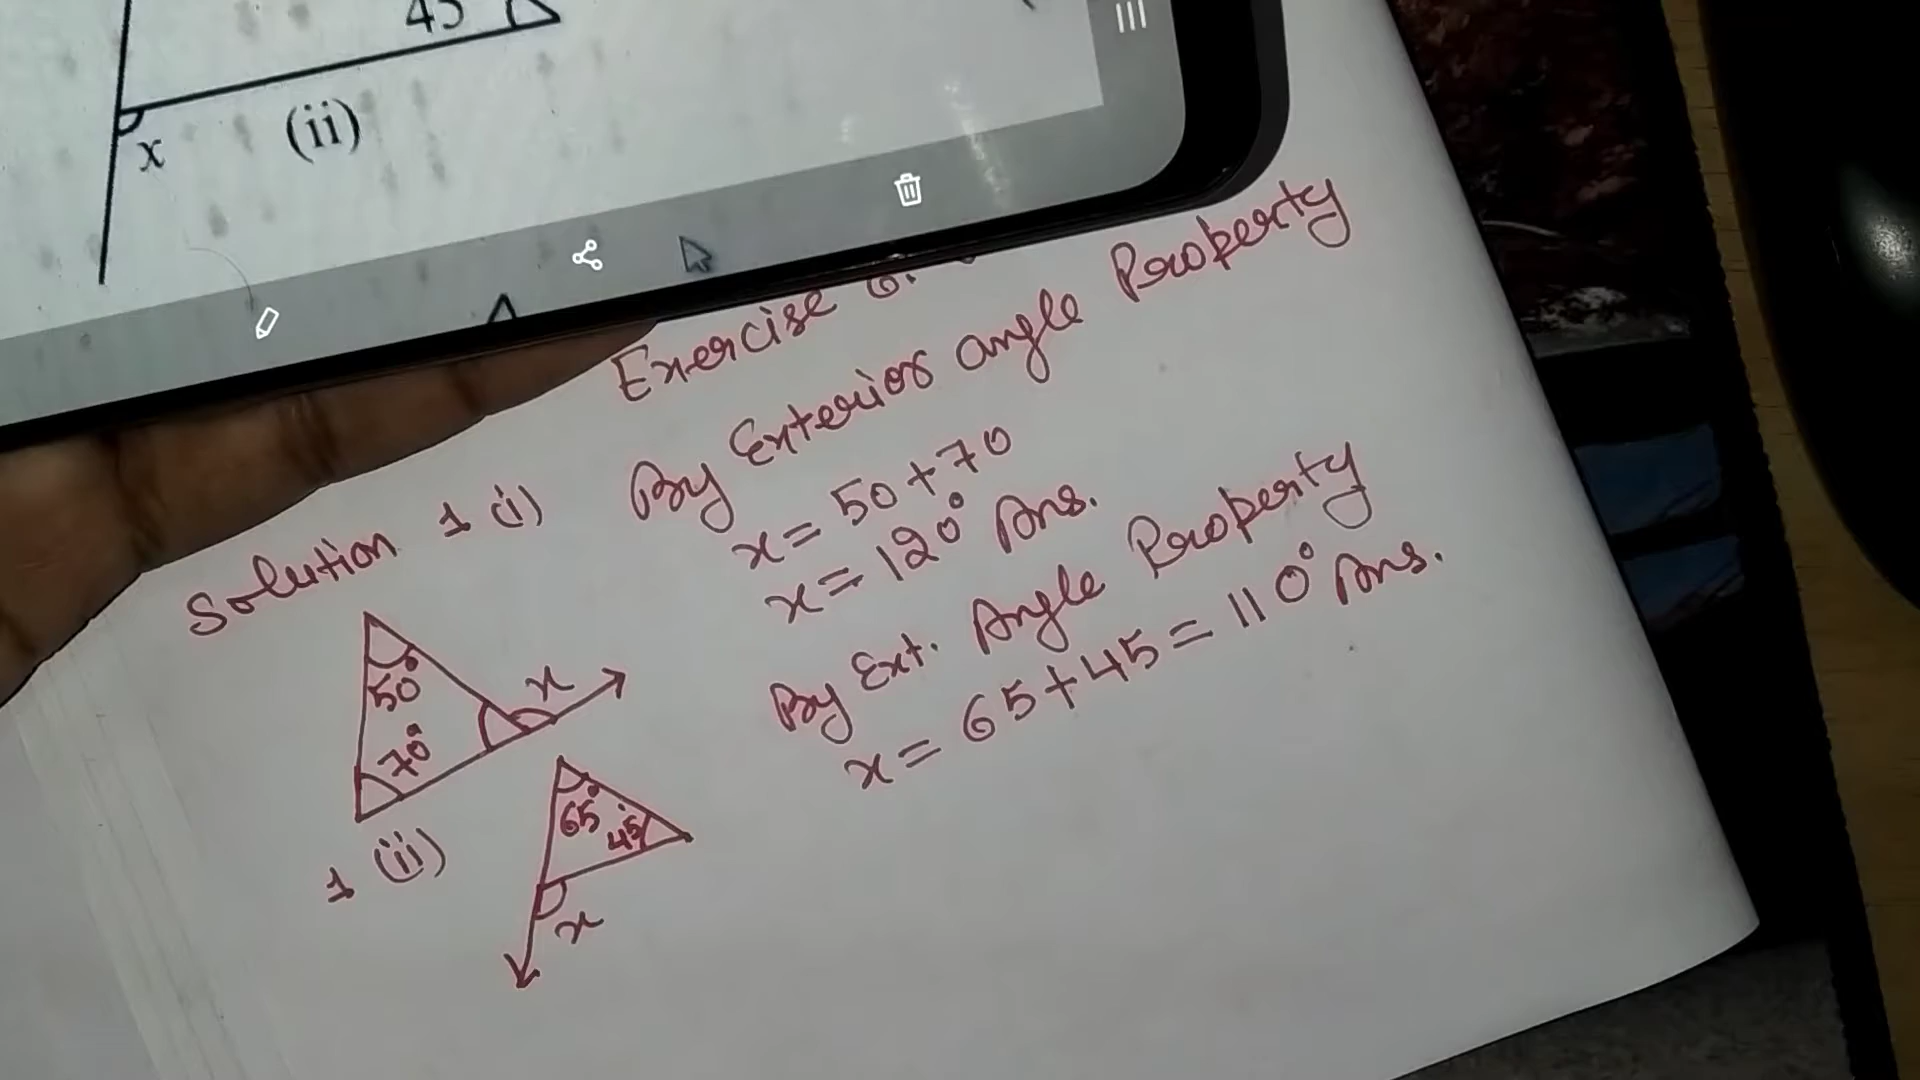 45
x
(ii)
Exercise 6.
Solution 1 (i) By Exterior angle Property
x = 50 + 70
x = 120° Ans.
50°
70°
x
1 (ii)
65°
45°
x
By Ext. Angle Property
x = 65 + 45 = 110° Ans.